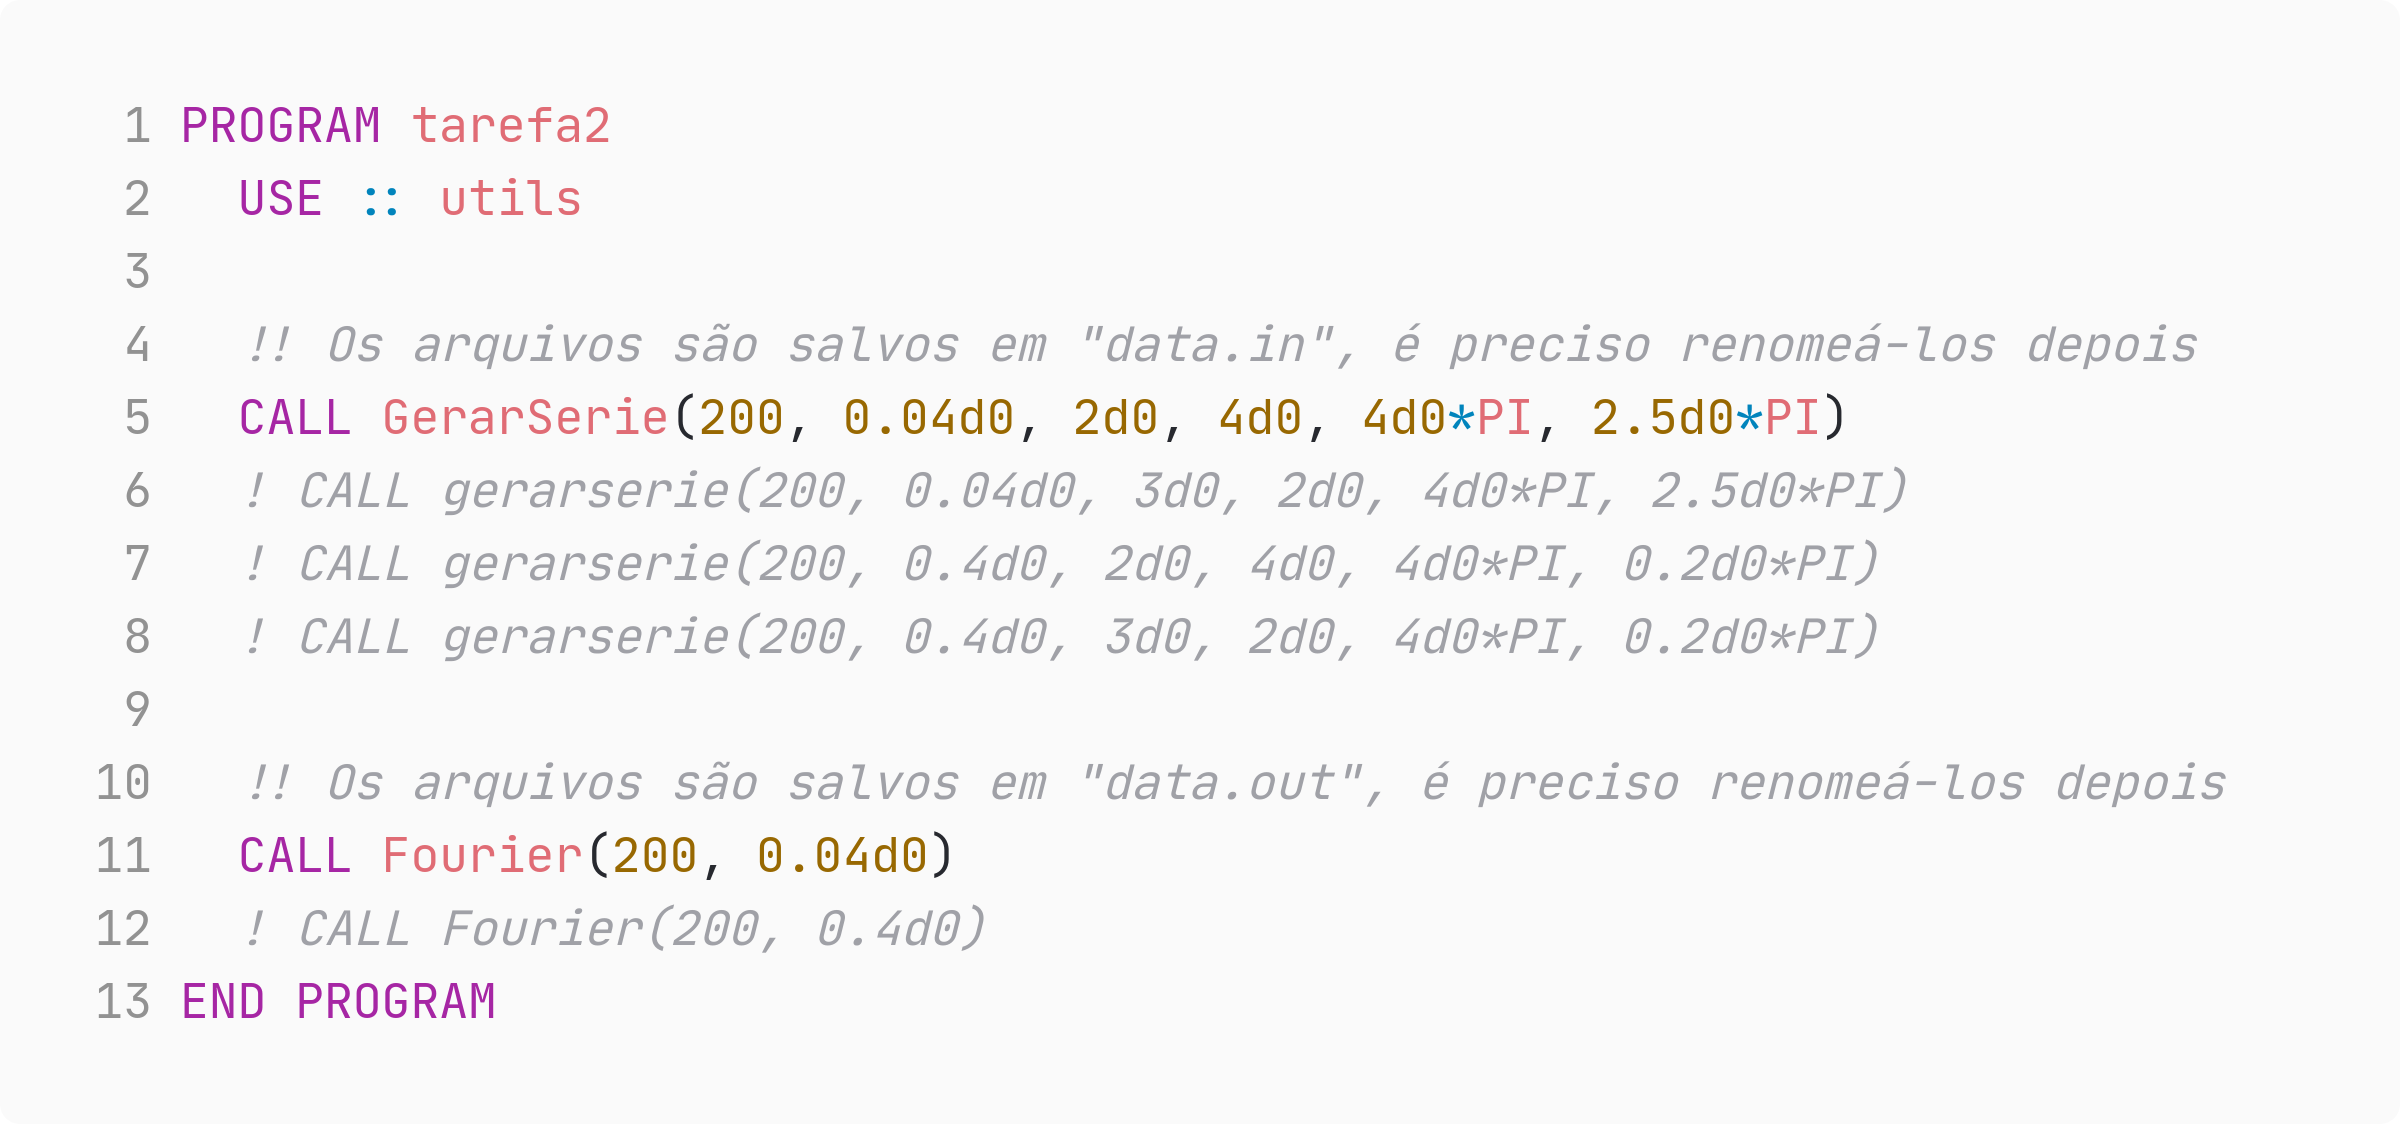 1 PROGRAM tarefa2
2   USE :: utils
3
4   !! Os arquivos são salvos em "data.in", é preciso renomeá-los depois
5   CALL GerarSerie(200, 0.04d0, 2d0, 4d0, 4d0*PI, 2.5d0*PI)
6   ! CALL gerarserie(200, 0.04d0, 3d0, 2d0, 4d0*PI, 2.5d0*PI)
7   ! CALL gerarserie(200, 0.4d0, 2d0, 4d0, 4d0*PI, 0.2d0*PI)
8   ! CALL gerarserie(200, 0.4d0, 3d0, 2d0, 4d0*PI, 0.2d0*PI)
9
10   !! Os arquivos são salvos em "data.out", é preciso renomeá-los depois
11   CALL Fourier(200, 0.04d0)
12   ! CALL Fourier(200, 0.4d0)
13 END PROGRAM